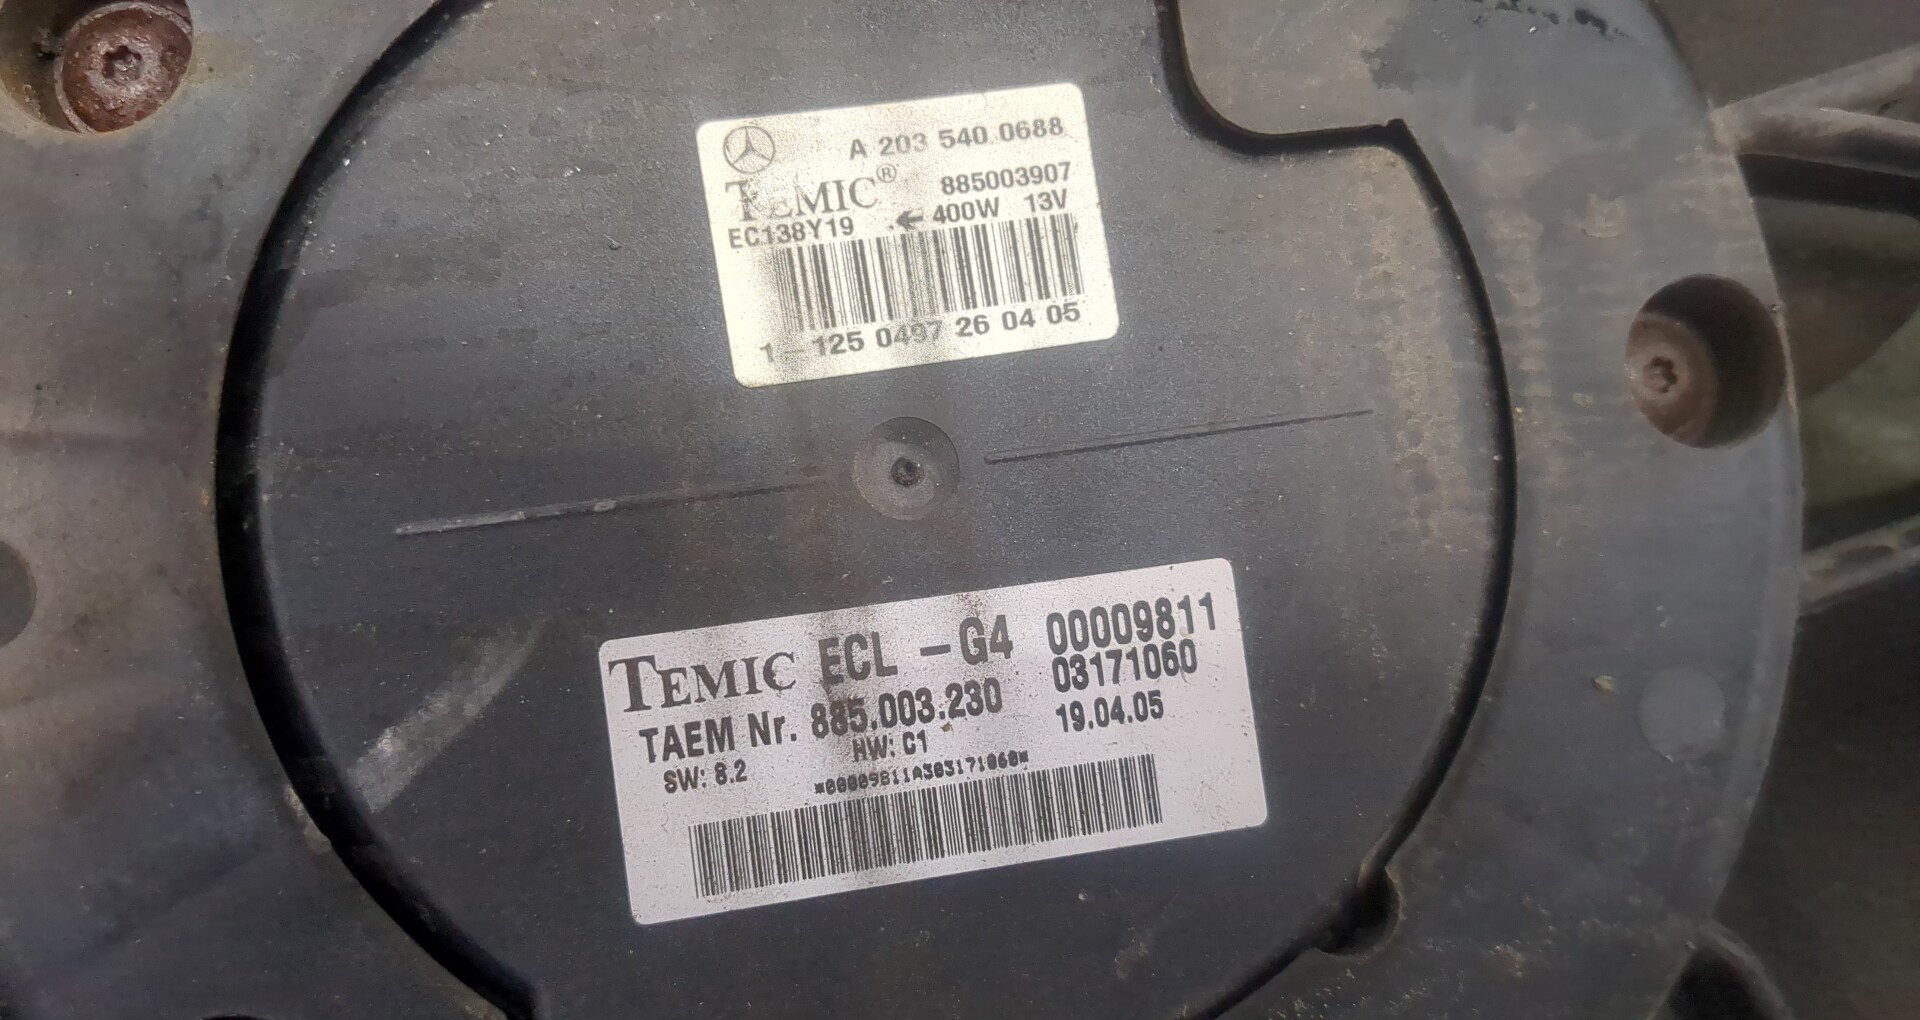 A 203 540 0688
TEMIC® 885003907
EC138Y19 ← 400W 13V
1-125 0497 26 04 05
TEMIC ECL -G4 00009811
03171060
TAEM Nr. 885.003.230 19.04.05
SW: 8.2 HW: C1
*00009811A303171060*